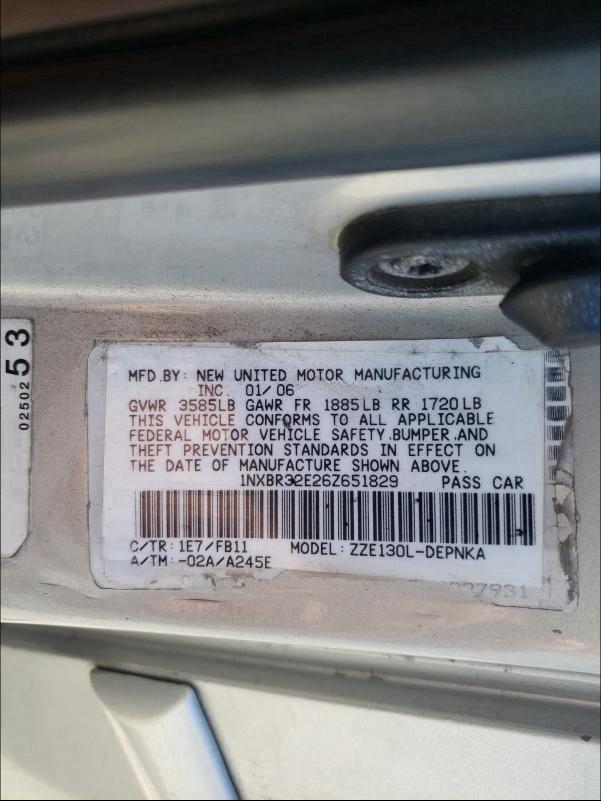 53
02502
MFD.BY: NEW UNITED MOTOR MANUFACTURING
INC. 01/06
GVWR 3585LB GAWR FR 1885LB RR 1720LB
THIS VEHICLE CONFORMS TO ALL APPLICABLE
FEDERAL MOTOR VEHICLE SAFETY,BUMPER,AND
THEFT PREVENTION STANDARDS IN EFFECT ON
THE DATE OF MANUFACTURE SHOWN ABOVE.
1NXBR32E26Z651829 PASS CAR
C/TR: 1E7/FB11 MODEL: ZZE130L-DEPNKA
A/TM: -02A/A245E